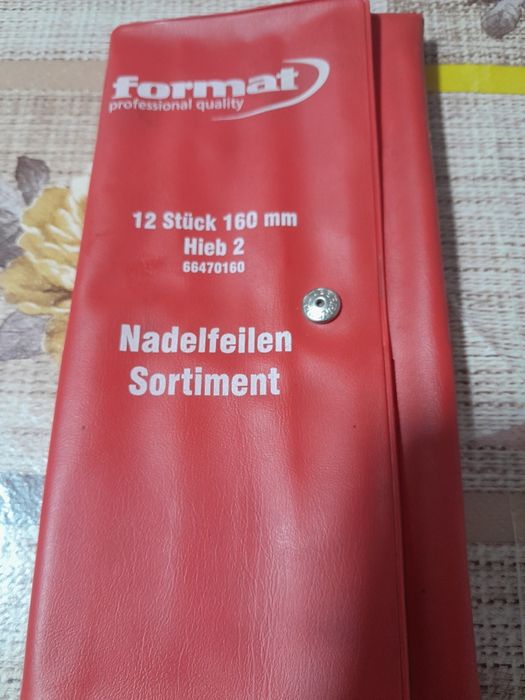 format
professional quality
12 Stück 160 mm
Hieb 2
66470160
Nadelfeilen
Sortiment